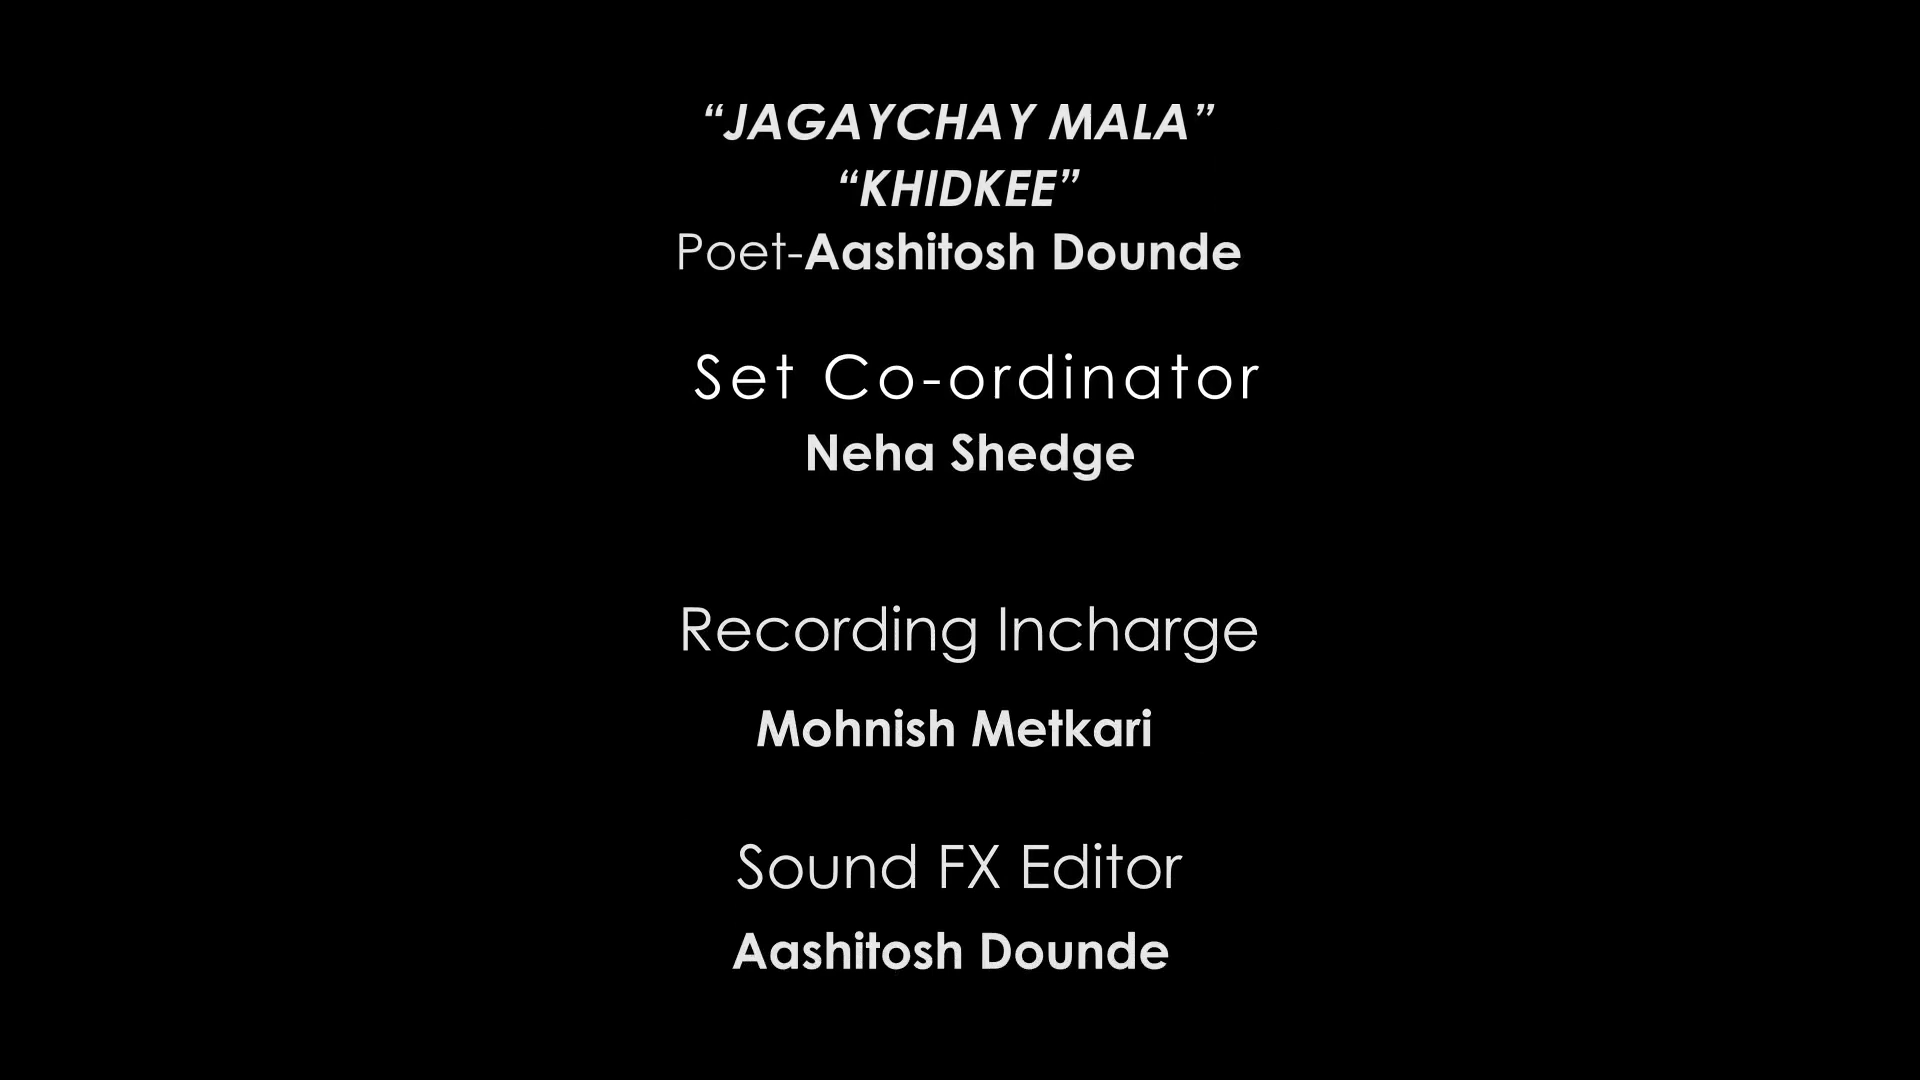 “JAGAYCHAY MALA”
“KHIDKEE”
Poet-Aashitosh Dounde
Set Co-ordinator
Neha Shedge
Recording Incharge
Mohnish Metkari
Sound FX Editor
Aashitosh Dounde